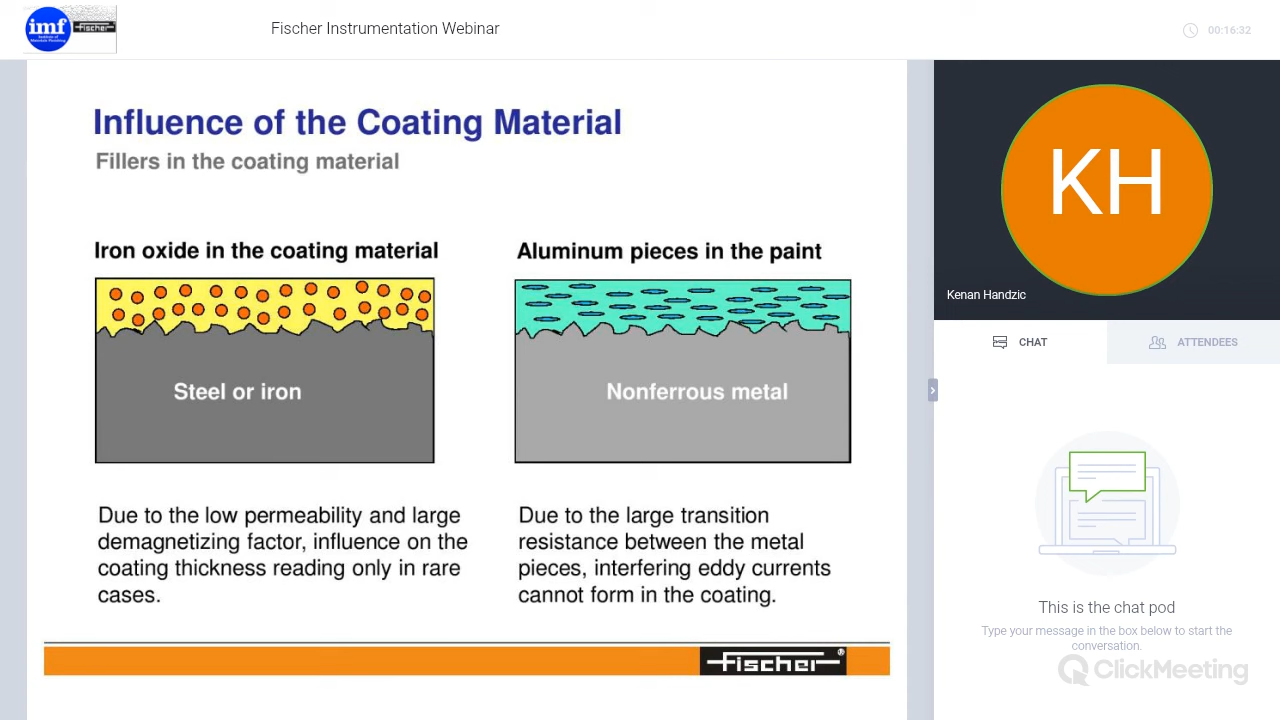 imf
Institute of
Materials Finishing
fischer
Fischer Instrumentation Webinar
00:16:32
Influence of the Coating Material
Fillers in the coating material
Iron oxide in the coating material
Steel or iron
Due to the low permeability and large
demagnetizing factor, influence on the
coating thickness reading only in rare
cases.
Aluminum pieces in the paint
Nonferrous metal
Due to the large transition
resistance between the metal
pieces, interfering eddy currents
cannot form in the coating.
fischer®
KH
Kenan Handzic
CHAT
ATTENDEES
This is the chat pod
Type your message in the box below to start the
conversation.
ClickMeeting